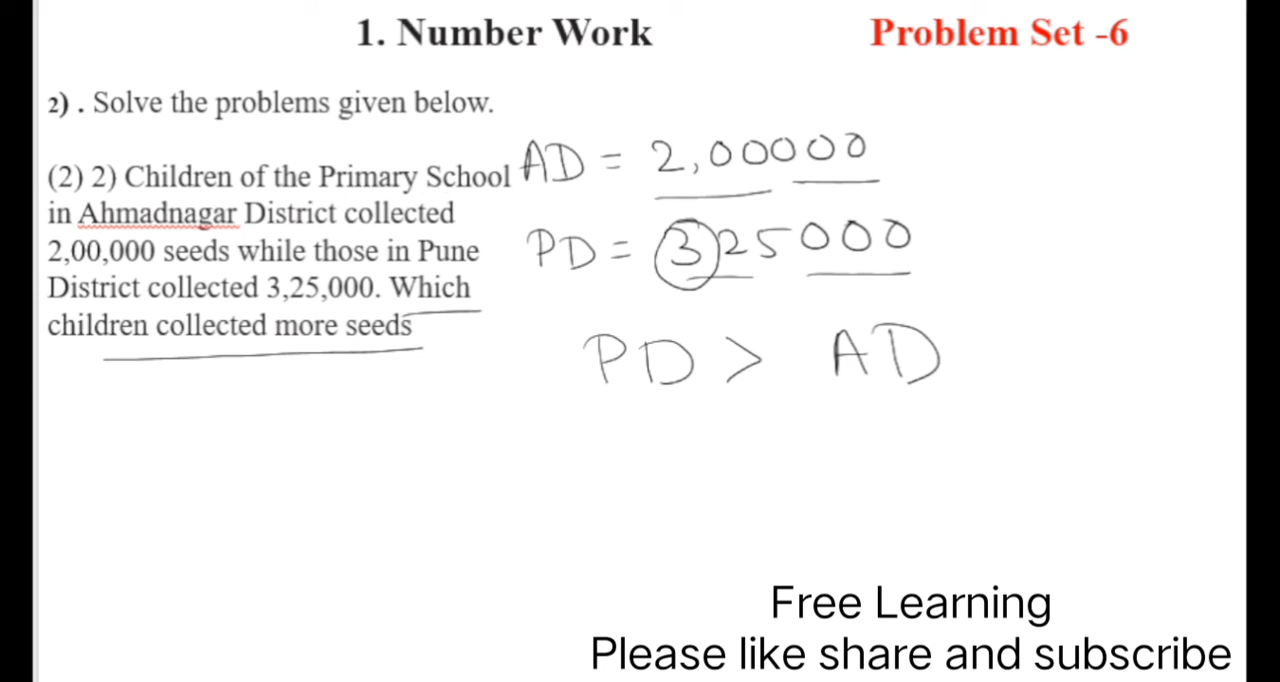 1. Number Work
Problem Set -6
2) . Solve the problems given below.
(2) 2) Children of the Primary School
in Ahmadnagar District collected
2,00,000 seeds while those in Pune
District collected 3,25,000. Which
children collected more seeds
AD = 2,00000
PD = 325000
PD > AD
Free Learning
Please like share and subscribe